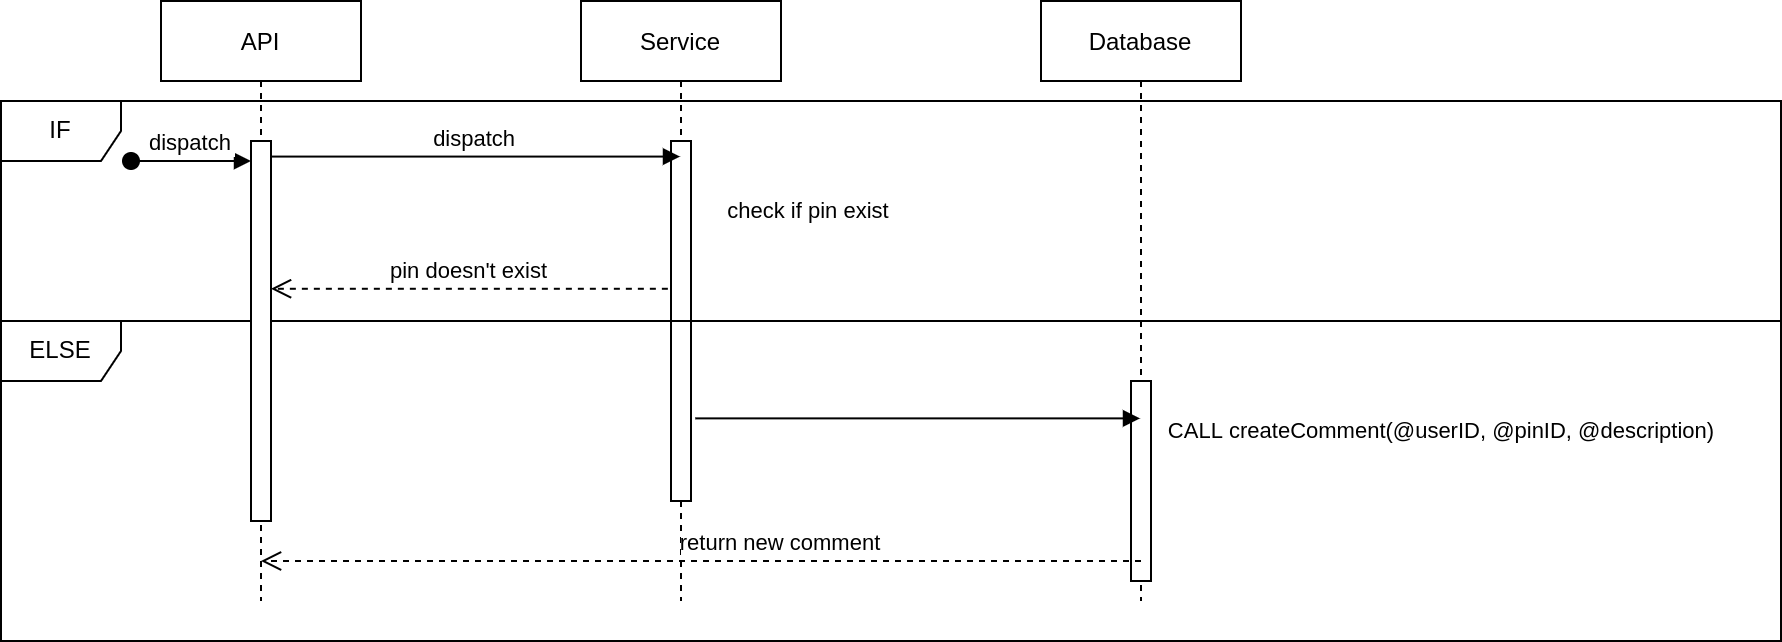 API
Service
Database
IF
dispatch
dispatch
check if pin exist
pin doesn't exist
ELSE
CALL createComment(@userID, @pinID, @description)
return new comment